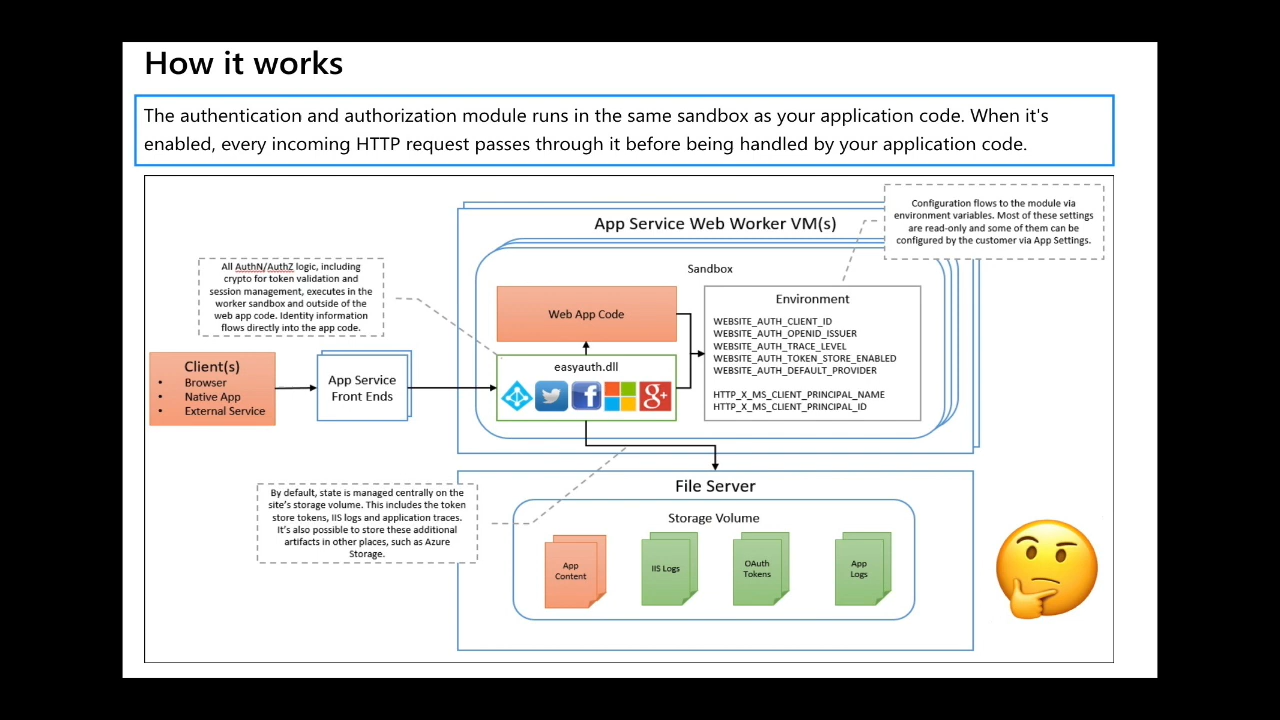 How it works
The authentication and authorization module runs in the same sandbox as your application code. When it's
enabled, every incoming HTTP request passes through it before being handled by your application code.
Configuration flows to the module via
environment variables. Most of these settings
are read-only and some of them can be
configured by the customer via App Settings.
App Service Web Worker VM(s)
Sandbox
All AuthN/AuthZ logic, including
crypto for token validation and
session management, executes in the
worker sandbox and outside of the
web app code. Identity information
flows directly into the app code.
Web App Code
Environment
WEBSITE_AUTH_CLIENT_ID
WEBSITE_AUTH_OPENID_ISSUER
WEBSITE_AUTH_TRACE_LEVEL
WEBSITE_AUTH_TOKEN_STORE_ENABLED
WEBSITE_AUTH_DEFAULT_PROVIDER
HTTP_X_MS_CLIENT_PRINCIPAL_NAME
HTTP_X_MS_CLIENT_PRINCIPAL_ID
Client(s)
• Browser
• Native App
• External Service
App Service
Front Ends
easyauth.dll
f
g+
By default, state is managed centrally on the
site's storage volume. This includes the token
store tokens, IIS logs and application traces.
It's also possible to store these additional
artifacts in other places, such as Azure
Storage.
File Server
Storage Volume
App
Content
IIS Logs
OAuth
Tokens
App
Logs